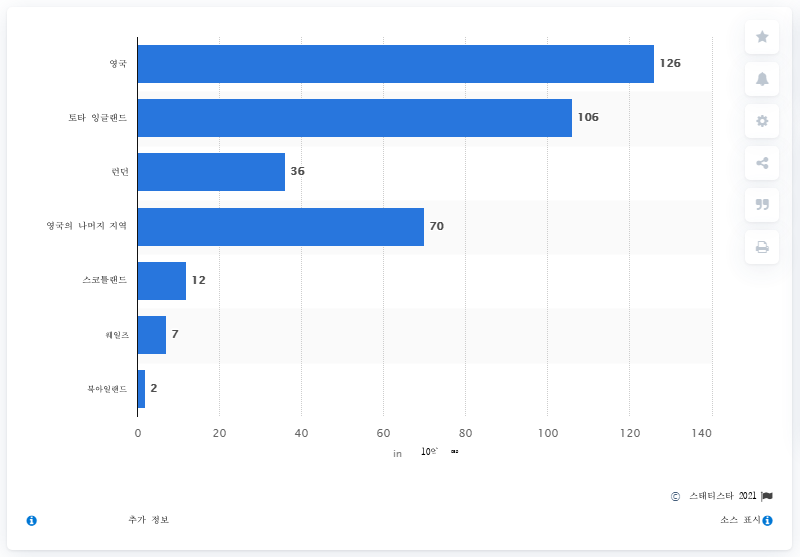 영국
126
토타 잉글랜드
106
런던
36
영국의 나머지 지역
70
스코틀랜드
12
웨일즈
7
북아일랜드
2
0 20 40 60 80 100 120 140
in
© 스태티스타 2021
추가 정보
소스 표시